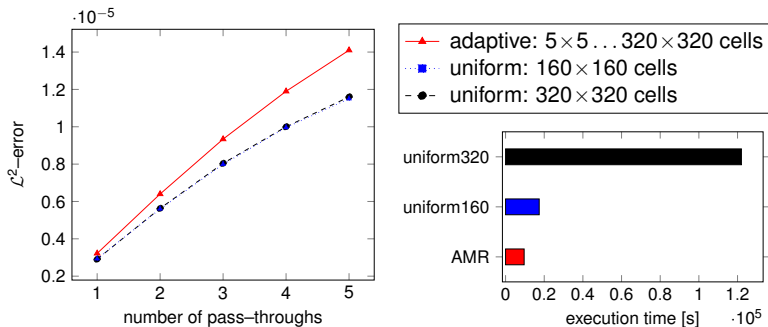 ·10⁻⁵
1.4
1.2
1
0.8
0.6
0.4
0.2
1 2 3 4 5
ℒ²–error
number of pass–throughs
adaptive: 5×5 . . . 320×320 cells
uniform: 160×160 cells
uniform: 320×320 cells
uniform320
uniform160
AMR
0 0.2 0.4 0.6 0.8 1 1.2
execution time [s] ·10⁵